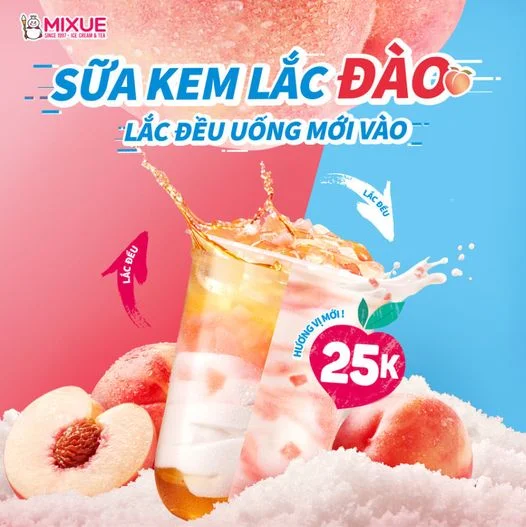 MIXUE
SINCE 1997 - ICE CREAM & TEA
SỮA KEM LẮC ĐÀO
LẮC ĐỀU UỐNG MỚI VÀO
LẮC ĐỀU
LẮC ĐỀU
HƯƠNG VỊ MỚI !
25K